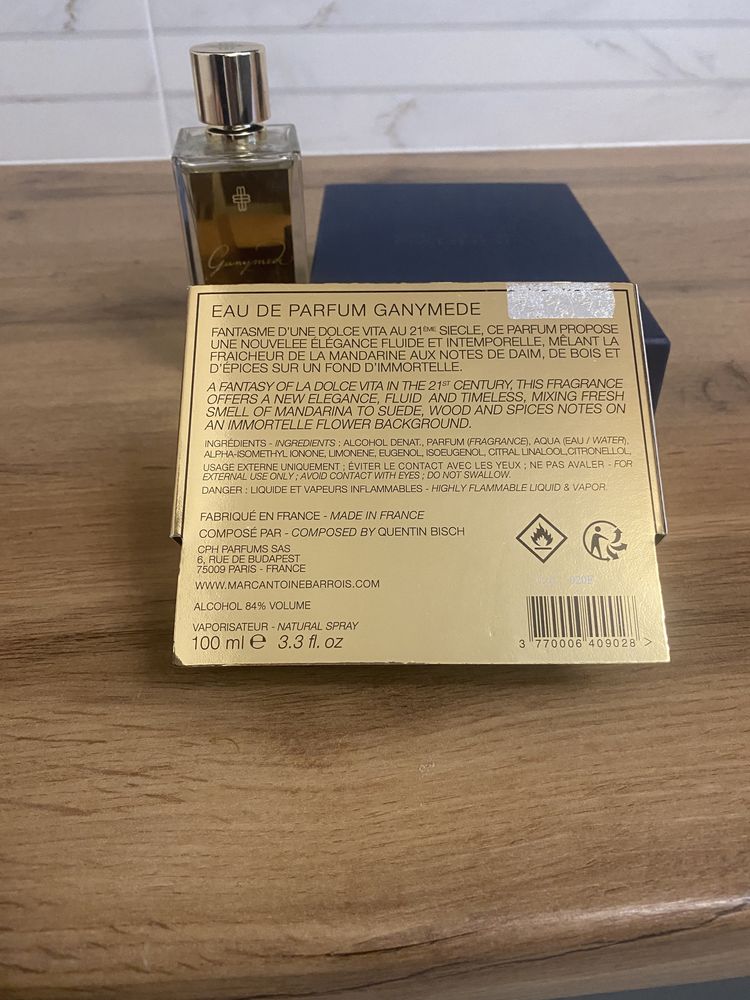 Ganymede
EAU DE PARFUM GANYMEDE
FANTASME D'UNE DOLCE VITA AU 21ÈME SIECLE, CE PARFUM PROPOSE
UNE NOUVELEE ÉLÉGANCE FLUIDE ET INTEMPORELLE, MÊLANT LA
FRAICHEUR DE LA MANDARINE AUX NOTES DE DAIM, DE BOIS ET
D'ÉPICES SUR UN FOND D'IMMORTELLE.
A FANTASY OF LA DOLCE VITA IN THE 21ST CENTURY, THIS FRAGRANCE
OFFERS A NEW ELEGANCE, FLUID AND TIMELESS, MIXING FRESH
SMELL OF MANDARINA TO SUEDE, WOOD AND SPICES NOTES ON
AN IMMORTELLE FLOWER BACKGROUND.
INGRÉDIENTS - INGREDIENTS : ALCOHOL DENAT., PARFUM (FRAGRANCE), AQUA (EAU / WATER),
ALPHA-ISOMETHYL IONONE, LIMONENE, EUGENOL, ISOEUGENOL, CITRAL LINALOOL,CITRONELLOL,
USAGE EXTERNE UNIQUEMENT ; ÉVITER LE CONTACT AVEC LES YEUX ; NE PAS AVALER - FOR
EXTERNAL USE ONLY ; AVOID CONTACT WITH EYES ; DO NOT SWALLOW.
DANGER : LIQUIDE ET VAPEURS INFLAMMABLES - HIGHLY FLAMMABLE LIQUID & VAPOR.
FABRIQUÉ EN FRANCE - MADE IN FRANCE
COMPOSÉ PAR - COMPOSED BY QUENTIN BISCH
CPH PARFUMS SAS
6, RUE DE BUDAPEST
75009 PARIS - FRANCE
WWW.MARCANTOINEBARROIS.COM
020E
ALCOHOL 84% VOLUME
VAPORISATEUR - NATURAL SPRAY
100 ml e 3.3 fl. oz
3 770006 409028 >